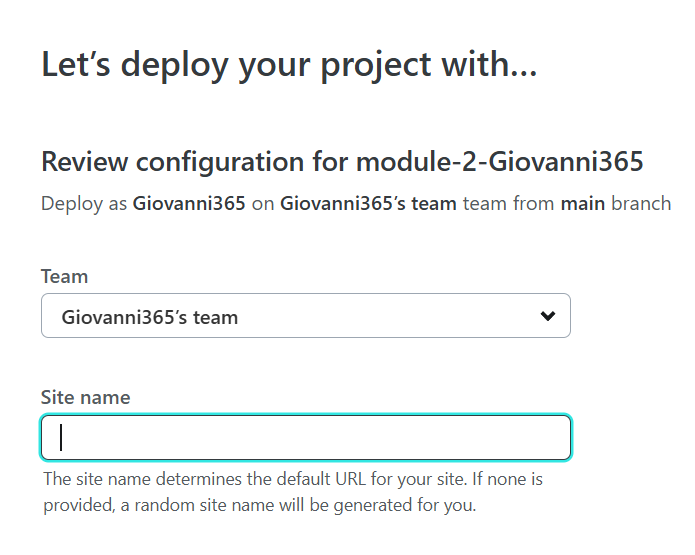 Let’s deploy your project with…
Review configuration for module-2-Giovanni365
Deploy as Giovanni365 on Giovanni365’s team team from main branch
Team
Giovanni365’s team
Site name
The site name determines the default URL for your site. If none is
provided, a random site name will be generated for you.